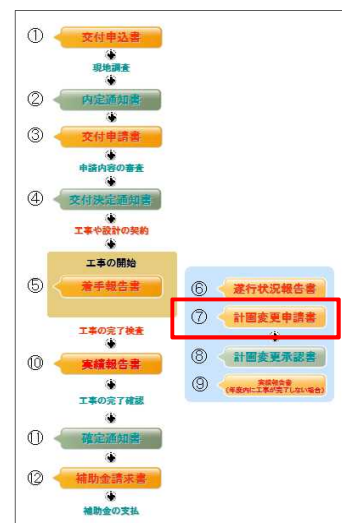 ① 交付申込書
現地調査
② 内定通知書
③ 交付申請書
申請内容の審査
④ 交付決定通知書
工事や設計の契約
工事の開始
⑤ 着手報告書
工事の完了検査
⑩ 実績報告書
工事の完了確認
⑪ 確定通知書
⑫ 補助金請求書
補助金の支払
⑥ 遂行状況報告書
⑦ 計画変更申請書
⑧ 計画変更承認書
⑨ 実績報告書
(年度内に工事が完了しない場合)